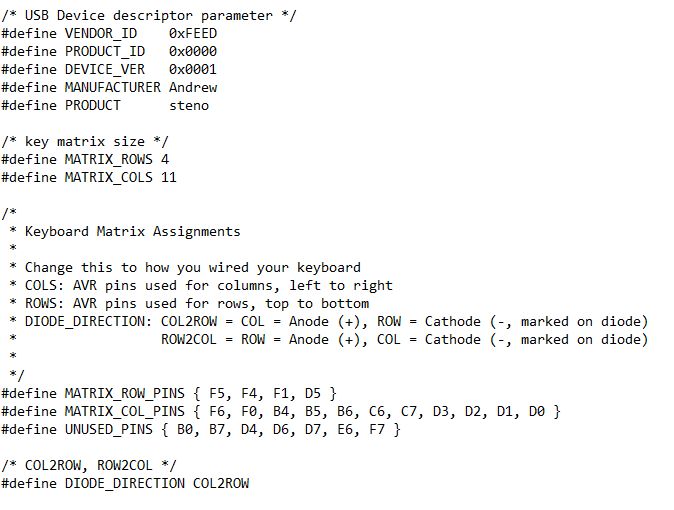 /* USB Device descriptor parameter */
#define VENDOR_ID    0xFEED
#define PRODUCT_ID   0x0000
#define DEVICE_VER   0x0001
#define MANUFACTURER Andrew
#define PRODUCT      steno

/* key matrix size */
#define MATRIX_ROWS 4
#define MATRIX_COLS 11

/*
 * Keyboard Matrix Assignments
 *
 * Change this to how you wired your keyboard
 * COLS: AVR pins used for columns, left to right
 * ROWS: AVR pins used for rows, top to bottom
 * DIODE_DIRECTION: COL2ROW = COL = Anode (+), ROW = Cathode (-, marked on diode)
 *                  ROW2COL = ROW = Anode (+), COL = Cathode (-, marked on diode)
 *
 */
#define MATRIX_ROW_PINS { F5, F4, F1, D5 }
#define MATRIX_COL_PINS { F6, F0, B4, B5, B6, C6, C7, D3, D2, D1, D0 }
#define UNUSED_PINS { B0, B7, D4, D6, D7, E6, F7 }

/* COL2ROW, ROW2COL */
#define DIODE_DIRECTION COL2ROW